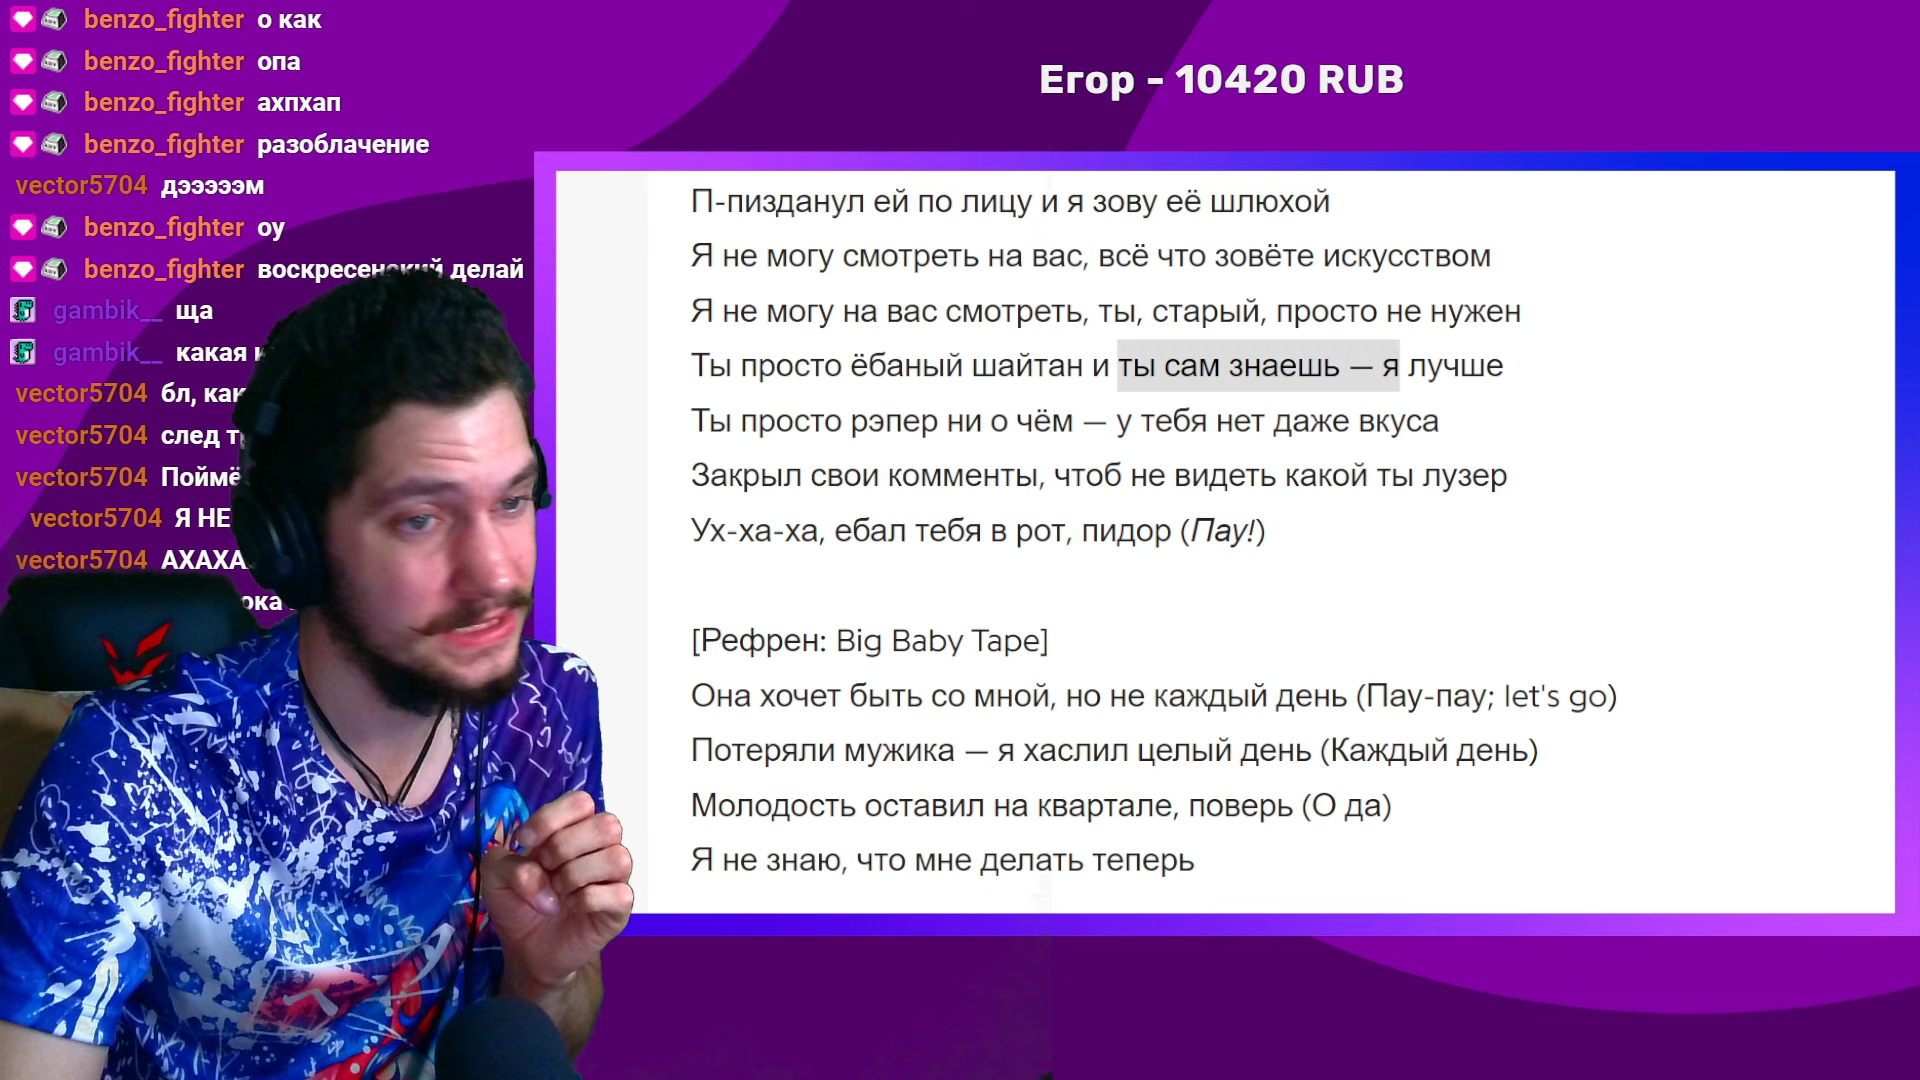 benzo_fighter о как
benzo_fighter опа
benzo_fighter ахпхап
benzo_fighter разоблачение
vector5704 дэээээм
benzo_fighter оу
benzo_fighter воскресенский делай
gambik__ ща
gambik__ какая
vector5704 бл, как
vector5704 след
vector5704 Поймё
vector5704 Я НЕ
vector5704 АХАХА
ока
Егор - 10420 RUB
П-пизданул ей по лицу и я зову её шлюхой
Я не могу смотреть на вас, всё что зовёте искусством
Я не могу на вас смотреть, ты, старый, просто не нужен
Ты просто ёбаный шайтан и ты сам знаешь — я лучше
Ты просто рэпер ни о чём — у тебя нет даже вкуса
Закрыл свои комменты, чтоб не видеть какой ты лузер
Ух-ха-ха, ебал тебя в рот, пидор (Пау!)
[Рефрен: Big Baby Tape]
Она хочет быть со мной, но не каждый день (Пау-пау; let's go)
Потеряли мужика — я хаслил целый день (Каждый день)
Молодость оставил на квартале, поверь (О да)
Я не знаю, что мне делать теперь